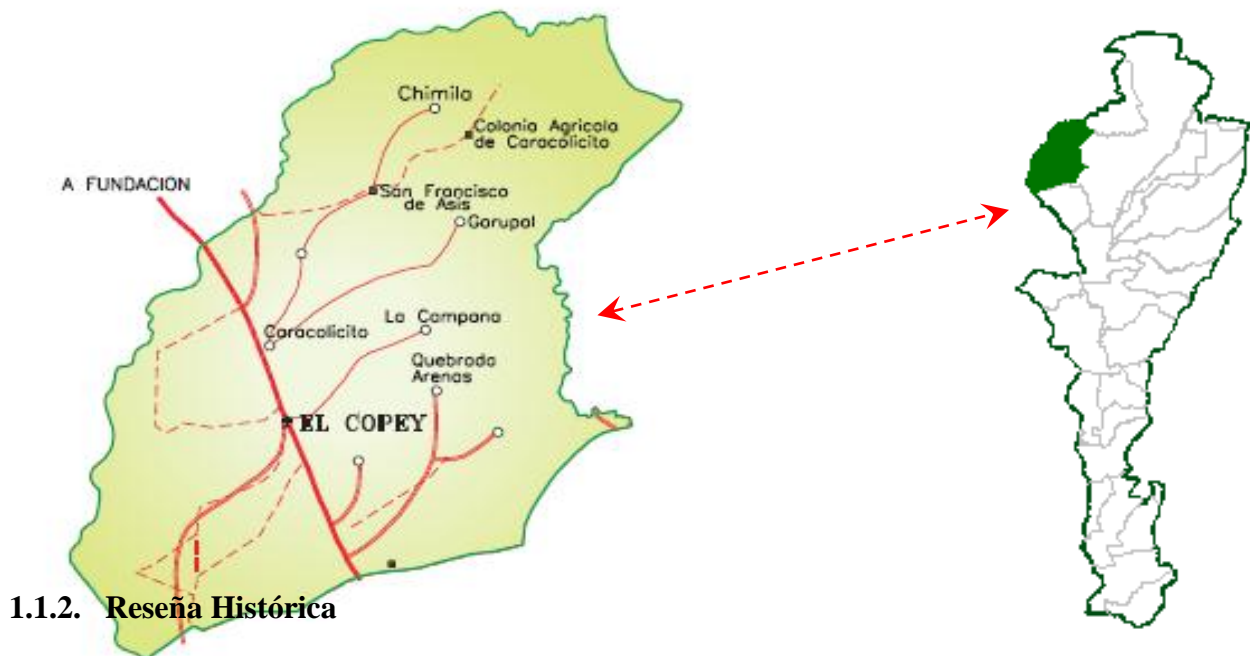 Chimila
Colonia Agricola
de Caracolicito
A FUNDACION
San Francisco
de Asis
Garupal
Caracolicito
La Campana
Quebrada
Arenas
EL COPEY
1.1.2. Reseña Histórica